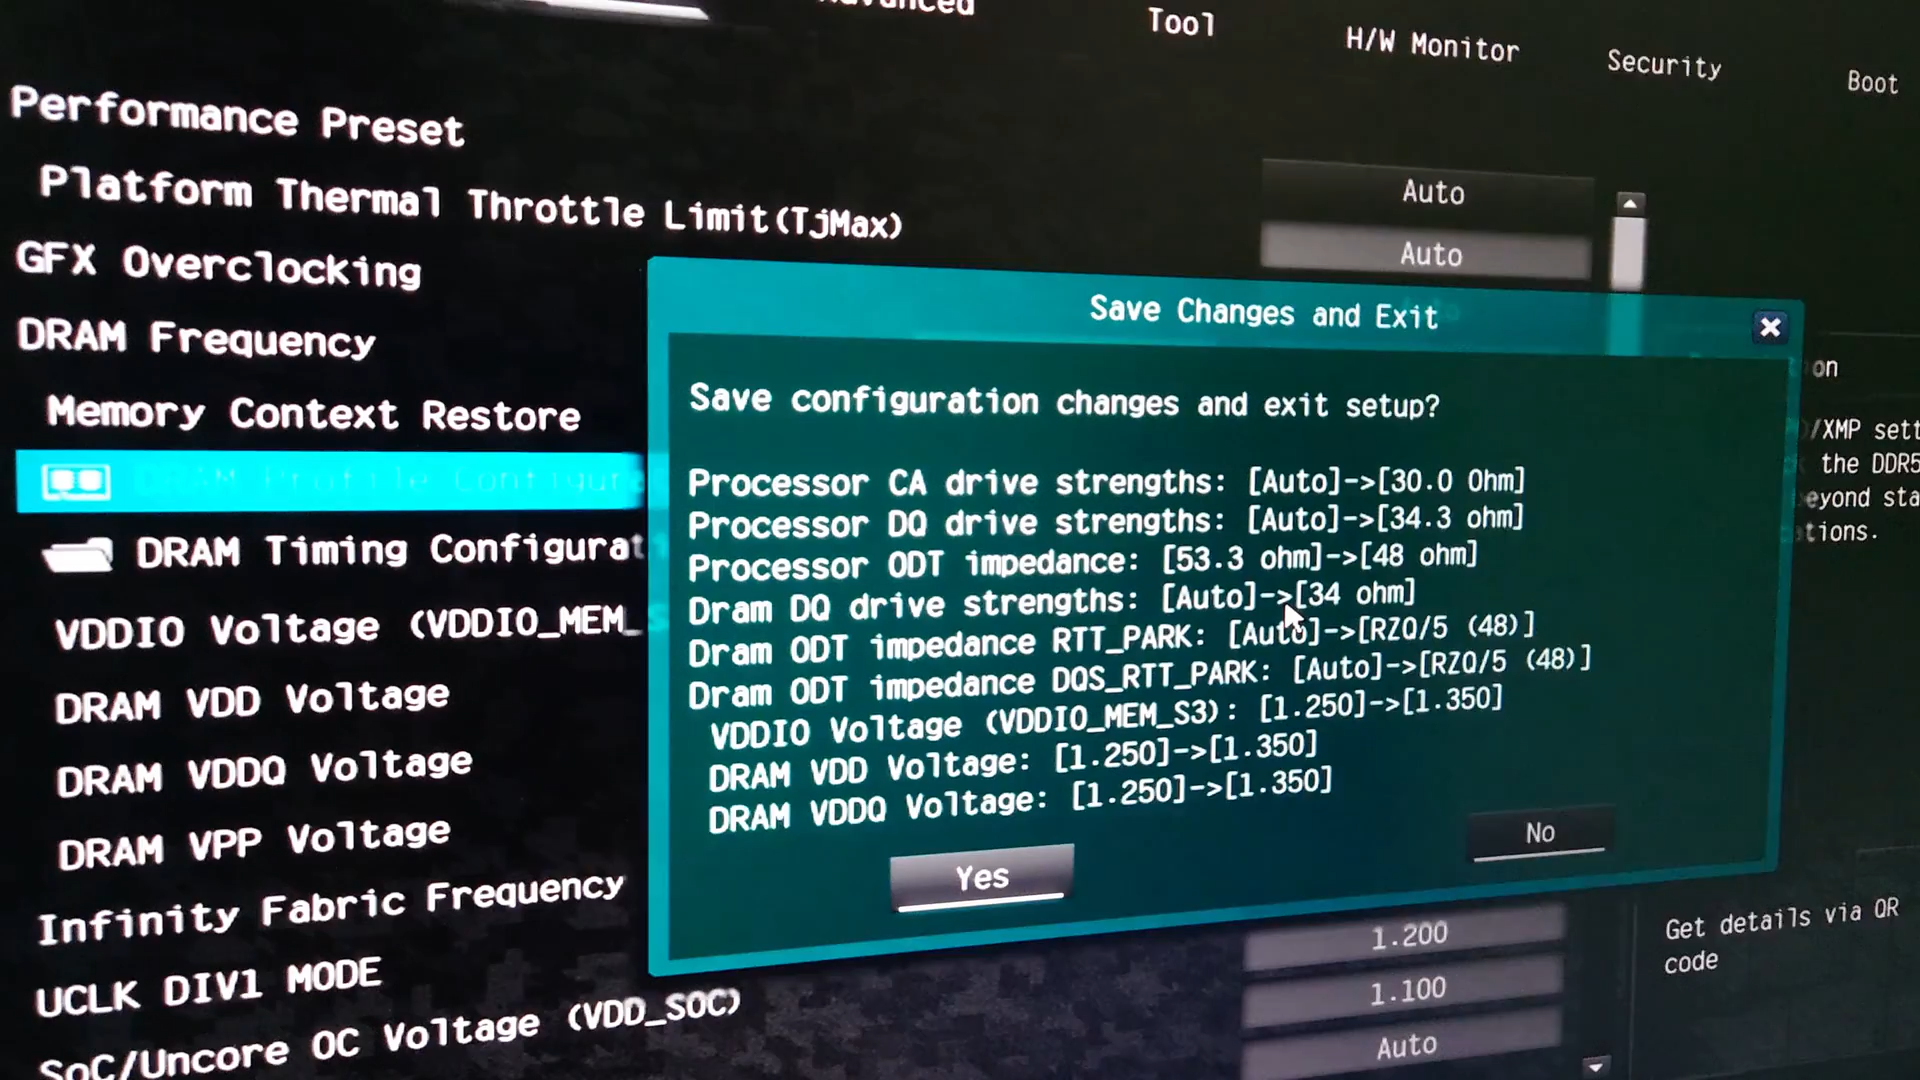 Advanced
Tool
H/W Monitor
Security
Boot
Performance Preset
Platform Thermal Throttle Limit(TjMax)
Auto
GFX Overclocking
Auto
DRAM Frequency
Memory Context Restore
DRAM Profile Configura
DRAM Timing Configurat
VDDIO Voltage (VDDIO_MEM_S
DRAM VDD Voltage
DRAM VDDQ Voltage
DRAM VPP Voltage
Infinity Fabric Frequency
UCLK DIV1 MODE
SoC/Uncore OC Voltage (VDD_SOC)
Save Changes and Exit
Save configuration changes and exit setup?
Processor CA drive strengths: [Auto]->[30.0 Ohm]
Processor DQ drive strengths: [Auto]->[34.3 ohm]
Processor ODT impedance: [53.3 ohm]->[48 ohm]
Dram DQ drive strengths: [Auto]->[34 ohm]
Dram ODT impedance RTT_PARK: [Auto]->[RZQ/5 (48)]
Dram ODT impedance DQS_RTT_PARK: [Auto]->[RZQ/5 (48)]
VDDIO Voltage (VDDIO_MEM_S3): [1.250]->[1.350]
DRAM VDD Voltage: [1.250]->[1.350]
DRAM VDDQ Voltage: [1.250]->[1.350]
Yes
No
on
/XMP sett
the DDR5
eyond sta
tions.
1.200
1.100
Auto
Get details via QR
code